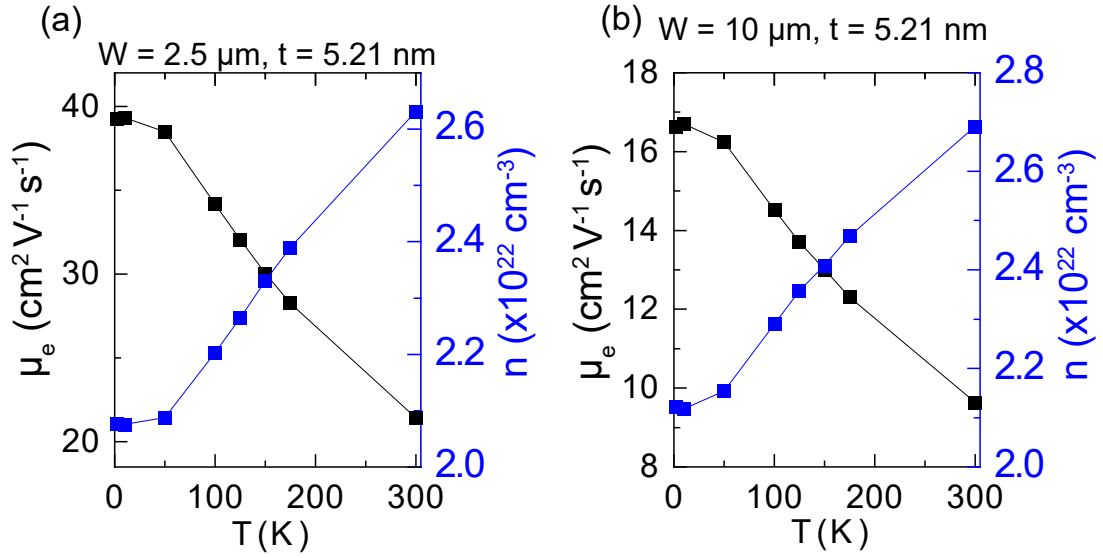 (a)
W = 2.5 µm, t = 5.21 nm
40
30
20
µe (cm² V⁻¹ s⁻¹)
2.6
2.4
2.2
2.0
n (x10²² cm⁻³)
0 100 200 300
T (K)
(b)
W = 10 µm, t = 5.21 nm
18
16
14
12
10
8
µe (cm² V⁻¹ s⁻¹)
2.8
2.6
2.4
2.2
2.0
n (x10²² cm⁻³)
0 100 200 300
T (K)